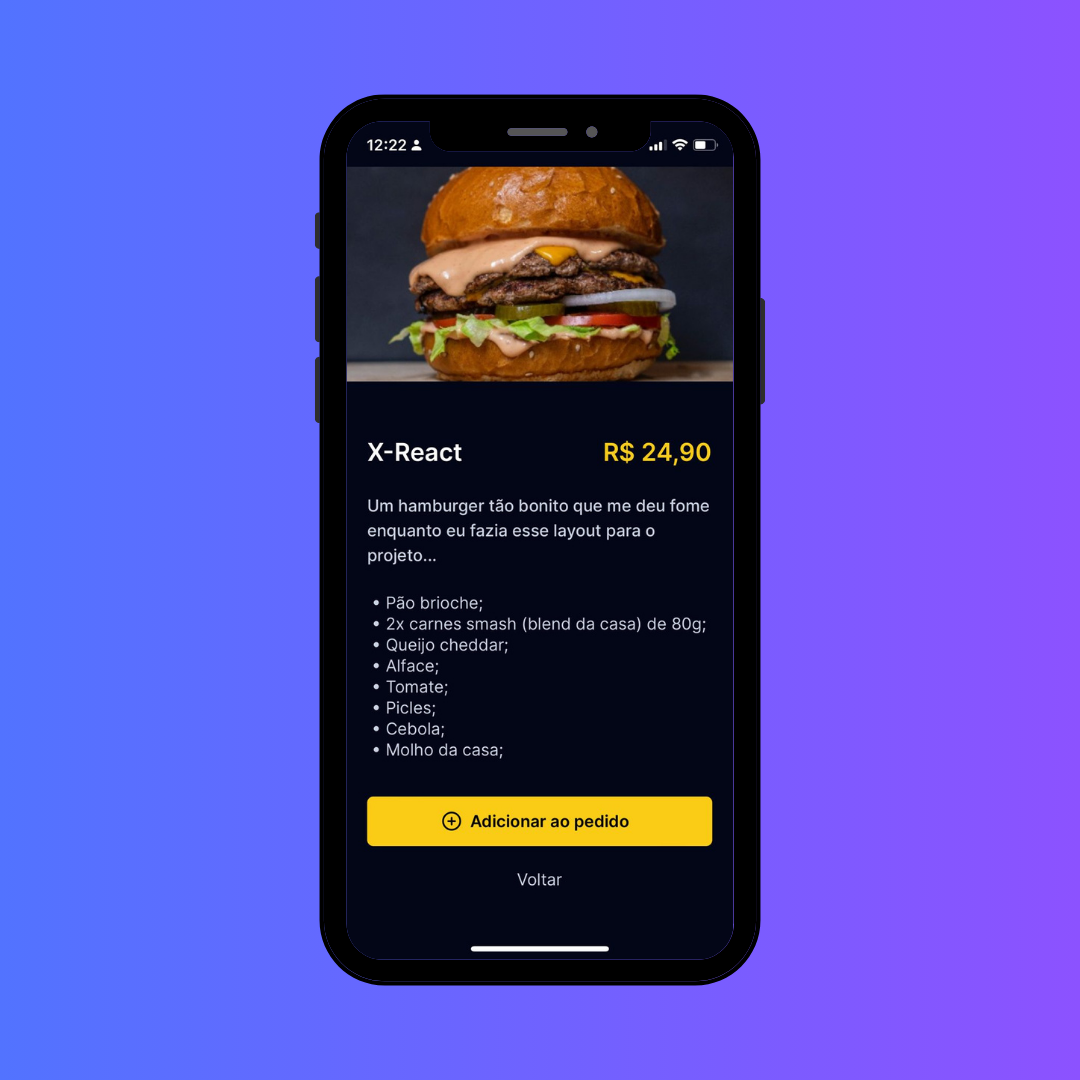 12:22
X-React
R$ 24,90
Um hamburger tão bonito que me deu fome
enquanto eu fazia esse layout para o
projeto...
• Pão brioche;
• 2x carnes smash (blend da casa) de 80g;
• Queijo cheddar;
• Alface;
• Tomate;
• Picles;
• Cebola;
• Molho da casa;
Adicionar ao pedido
Voltar